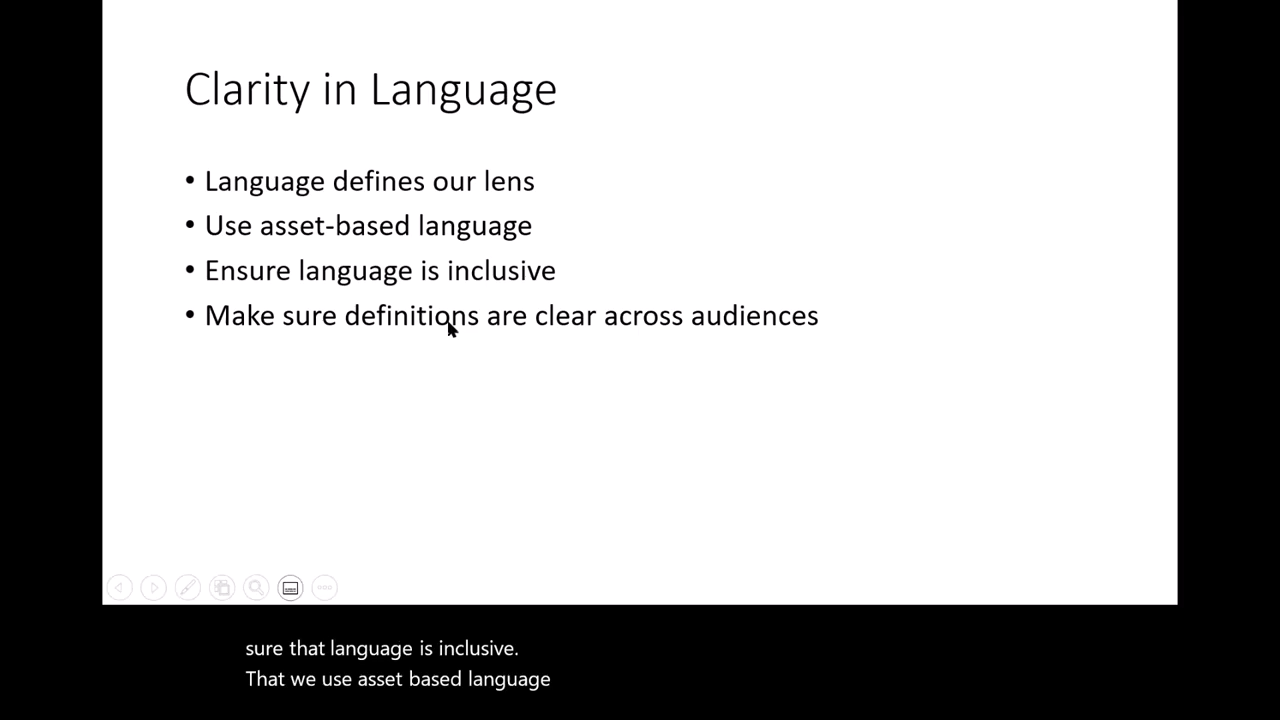 Clarity in Language
• Language defines our lens
• Use asset-based language
• Ensure language is inclusive
• Make sure definitions are clear across audiences
sure that language is inclusive.
That we use asset based language